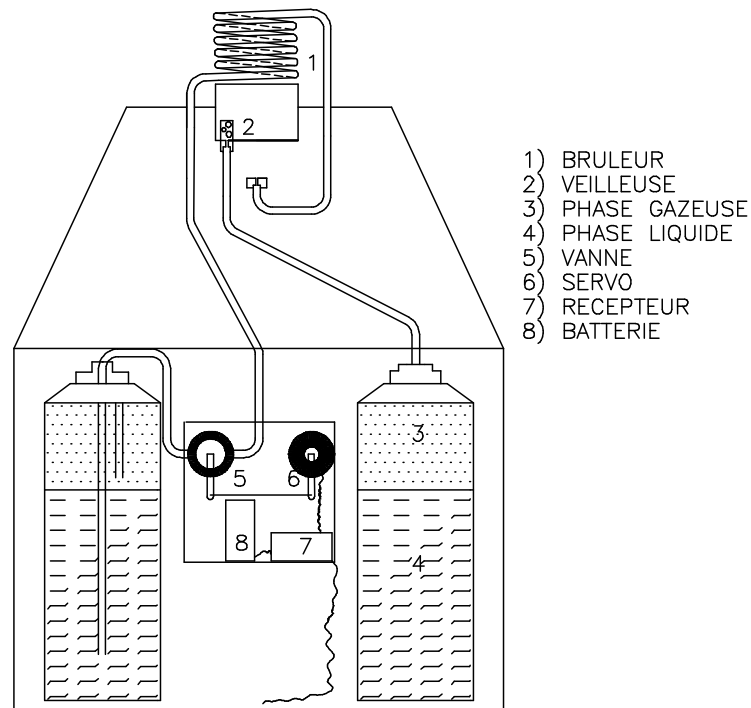 1
2
1) BRULEUR
2) VEILLEUSE
3) PHASE GAZEUSE
4) PHASE LIQUIDE
5) VANNE
6) SERVO
7) RECEPTEUR
8) BATTERIE
3
5
6
8
7
4